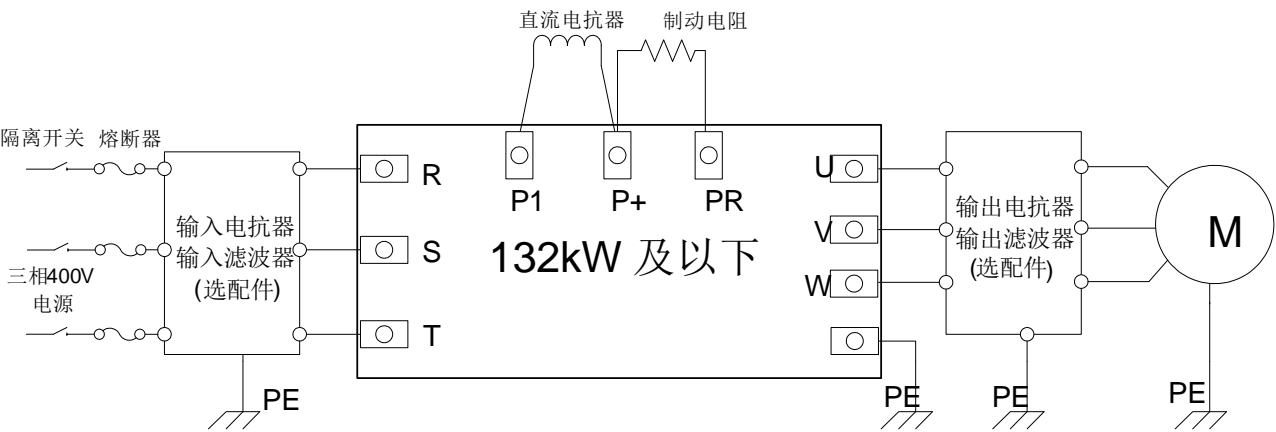 直流电抗器 制动电阻
隔离开关 熔断器
P1 P+ PR
R
S
T
U
V
W
132kW 及以下
输入电抗器
输入滤波器
(选配件)
三相400V
电源
输出电抗器
输出滤波器
(选配件)
M
PE
PE
PE
PE